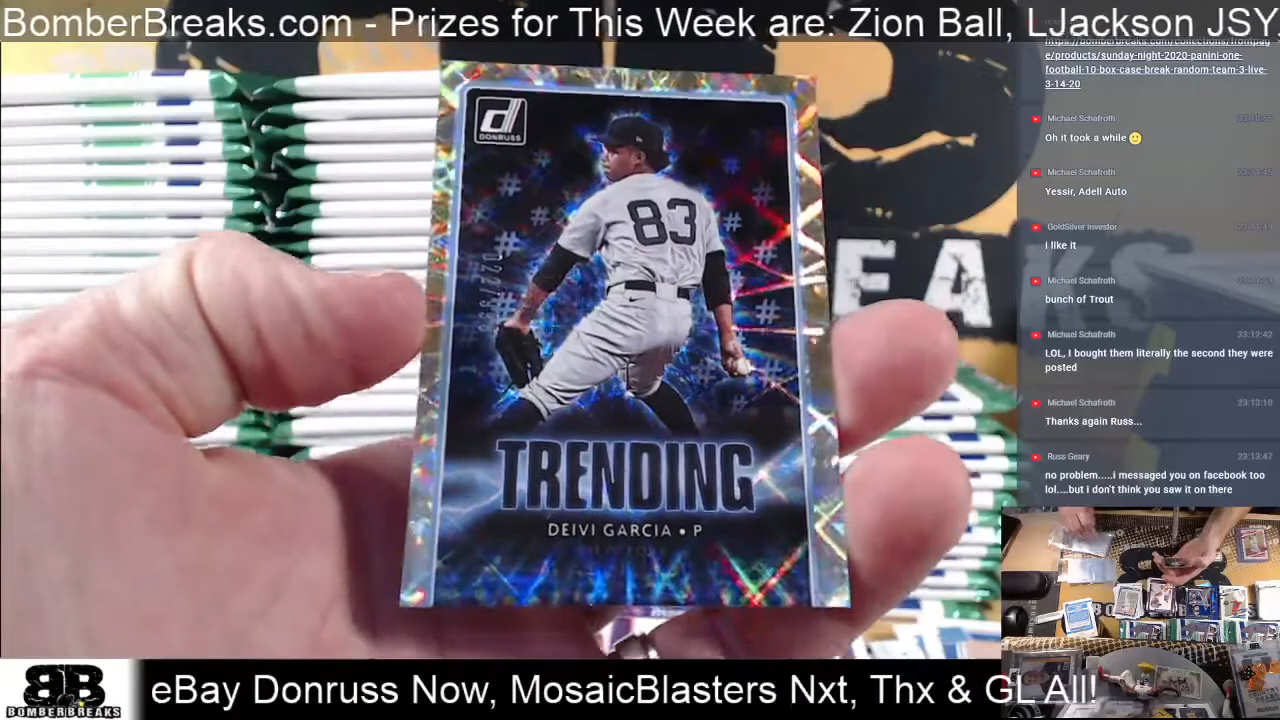 BomberBreaks.com - Prizes for This Week are: Zion Ball, LJackson JSY,
https://bomberbreaks.com/collections/frontpag
e/products/sunday-night-2020-panini-one-
football-10-box-case-break-random-team-3-live-
3-14-20
Michael Schafroth
Oh it took a while
Michael Schafroth
Yessir, Adell Auto
GoldSilver Investor
i like it
Michael Schafroth
bunch of Trout
Michael Schafroth 23:12:42
LOL, I bought them literally the second they were
posted
Michael Schafroth 23:13:10
Thanks again Russ...
Russ Geary 23:13:47
no problem.....i messaged you on facebook too
lol....but i don't think you saw it on there
d
DONRUSS
83
TRENDING
DEIVI GARCIA • P
EA
KS
BB
BOMBERBREAKS
eBay Donruss Now, MosaicBlasters Nxt, Thx & GL All!